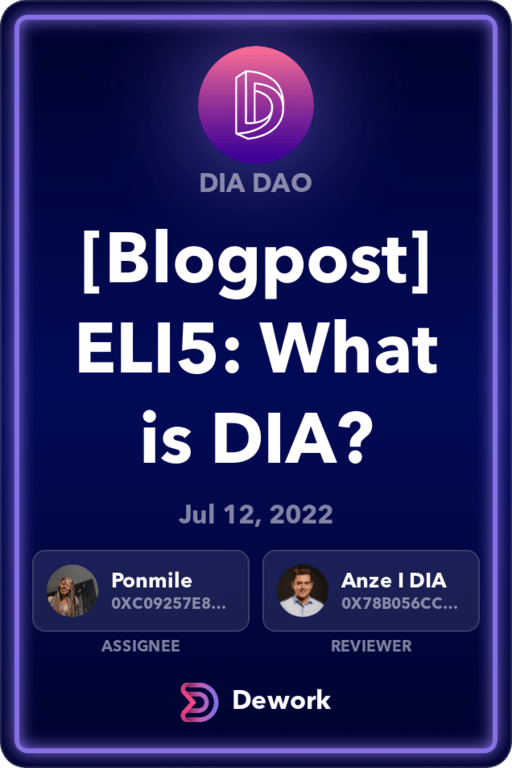 DIA DAO
[Blogpost]
ELI5: What
is DIA?
Jul 12, 2022
Ponmile
0XC09257E8...
ASSIGNEE
Anze I DIA
0X78B056CC...
REVIEWER
Dework